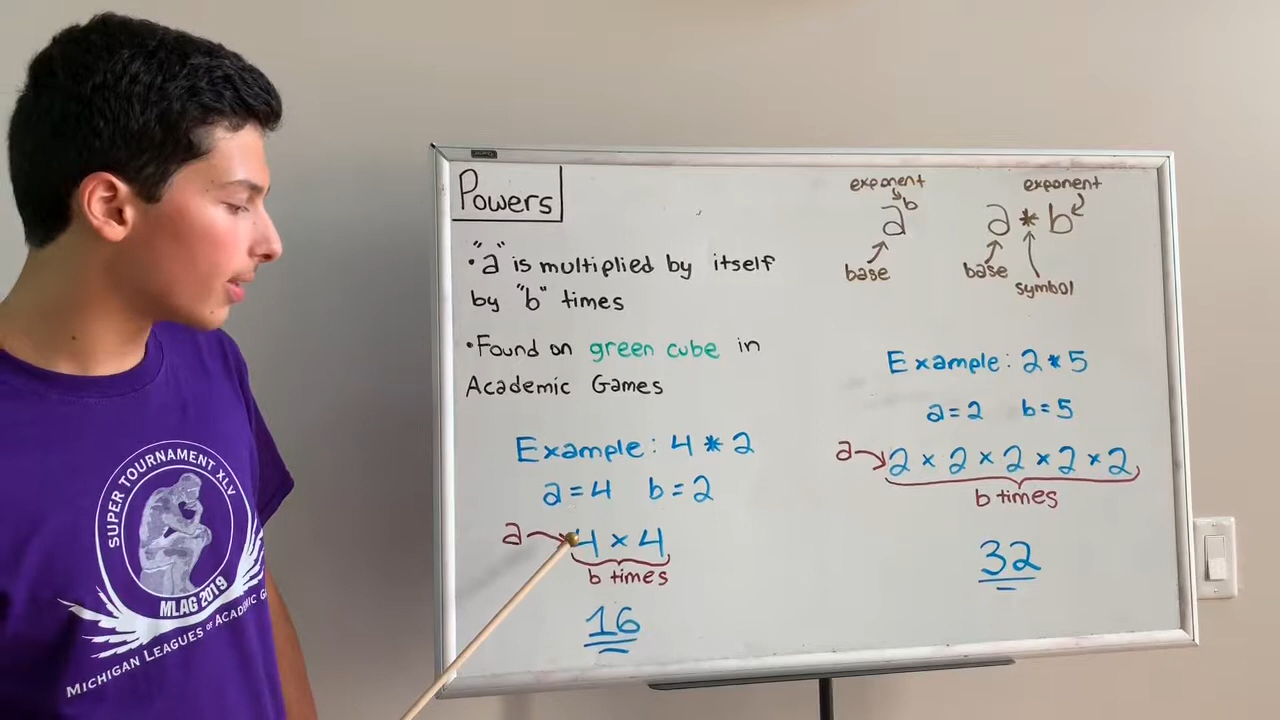 Powers
• "a" is multiplied by itself
by "b" times
• Found on green cube in
Academic Games
Example: 4 * 2
a = 4 b = 2
a 4 × 4
b times
16
exponent
a^b
base
exponent
a * b
base
symbol
Example: 2 * 5
a = 2 b = 5
a 2 × 2 × 2 × 2 × 2
b times
32
SUPER TOURNAMENT XLV
MLAG 2019
MICHIGAN LEAGUES OF ACADEMIC